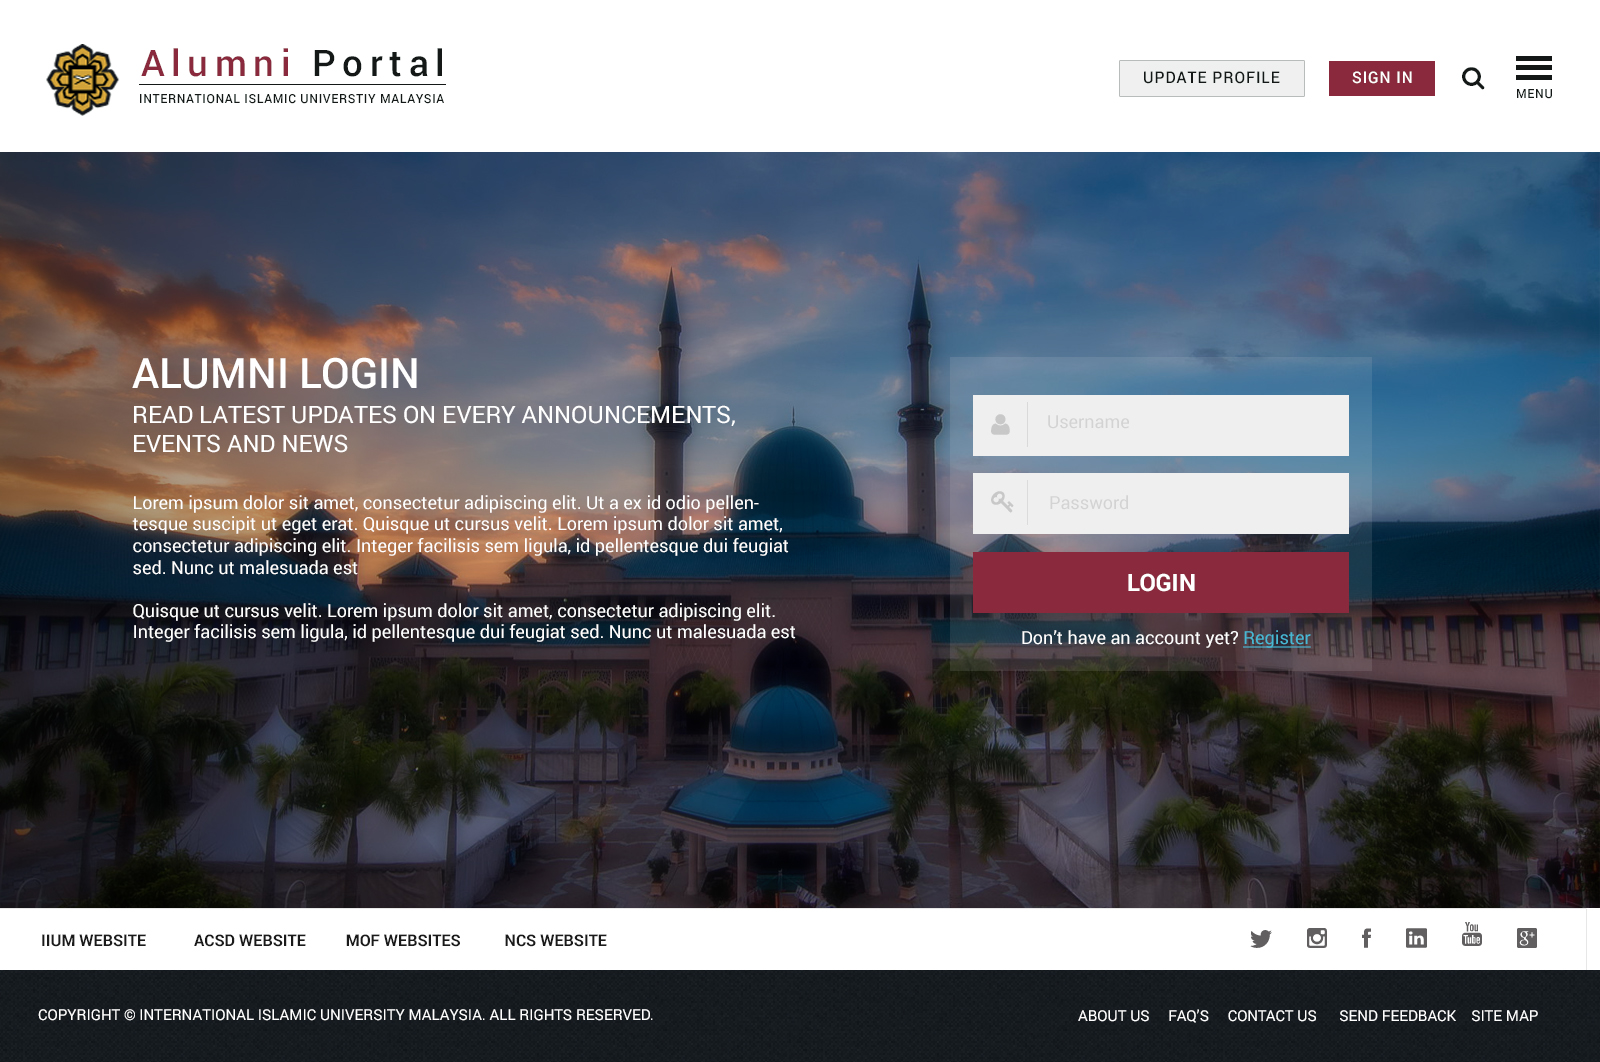 Alumni Portal
INTERNATIONAL ISLAMIC UNIVERSTIY MALAYSIA
UPDATE PROFILE
SIGN IN
MENU
ALUMNI LOGIN
READ LATEST UPDATES ON EVERY ANNOUNCEMENTS,
EVENTS AND NEWS
Lorem ipsum dolor sit amet, consectetur adipiscing elit. Ut a ex id odio pellen-
tesque suscipit ut eget erat. Quisque ut cursus velit. Lorem ipsum dolor sit amet,
consectetur adipiscing elit. Integer facilisis sem ligula, id pellentesque dui feugiat
sed. Nunc ut malesuada est
Quisque ut cursus velit. Lorem ipsum dolor sit amet, consectetur adipiscing elit.
Integer facilisis sem ligula, id pellentesque dui feugiat sed. Nunc ut malesuada est
Username
Password
LOGIN
Don’t have an account yet? Register
IIUM WEBSITE
ACSD WEBSITE
MOF WEBSITES
NCS WEBSITE
You
Tube
COPYRIGHT © INTERNATIONAL ISLAMIC UNIVERSITY MALAYSIA. ALL RIGHTS RESERVED.
ABOUT US
FAQ'S
CONTACT US
SEND FEEDBACK
SITE MAP